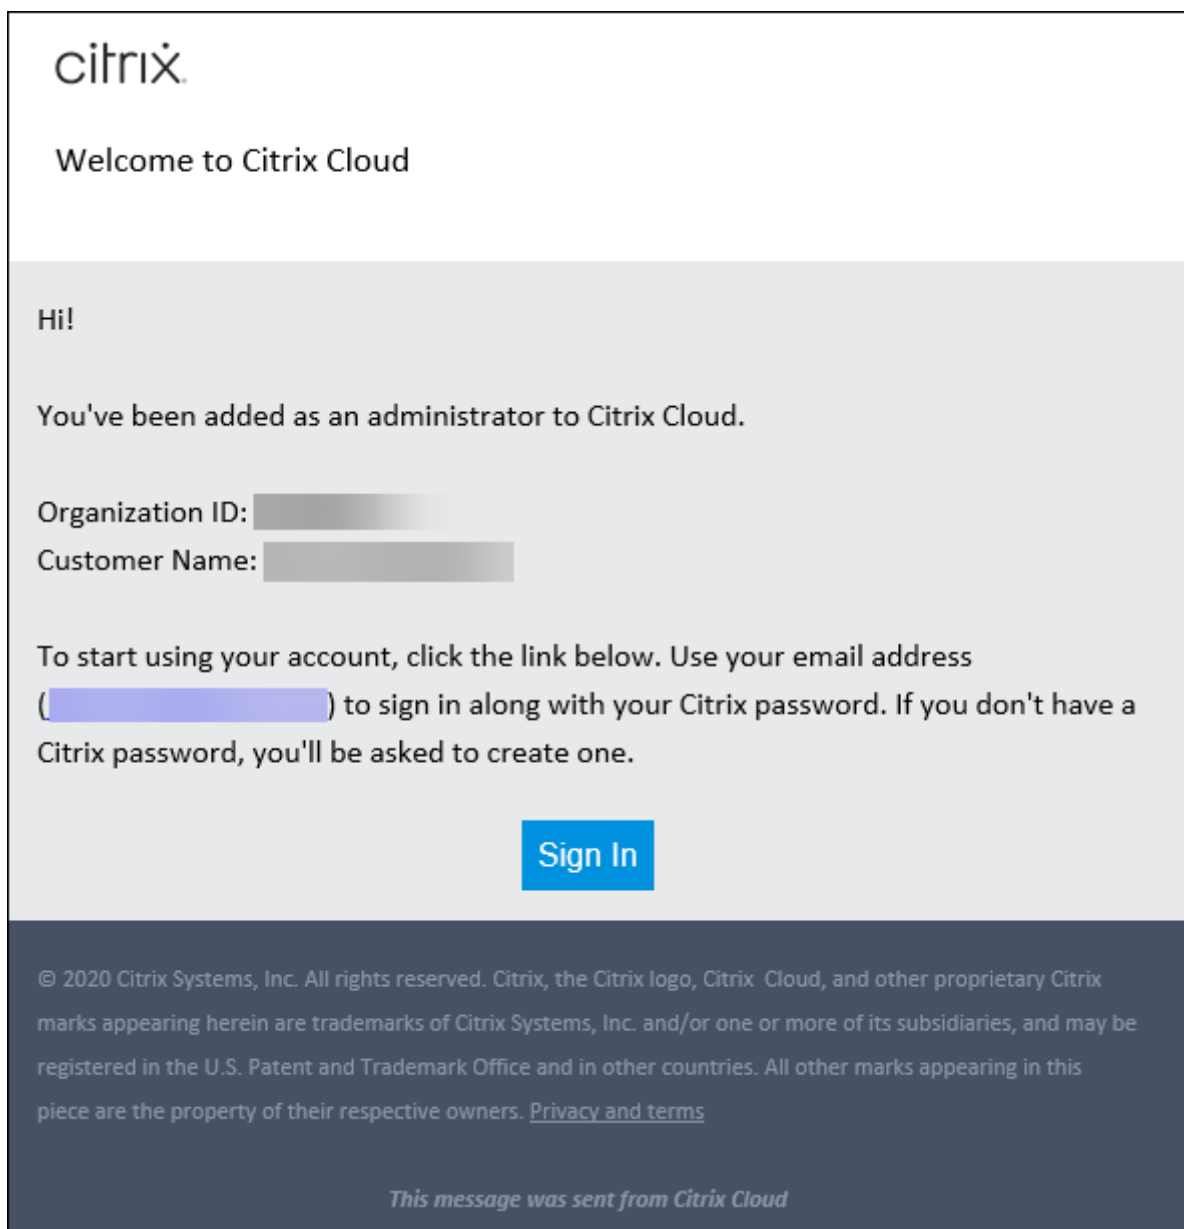 citrix.
Welcome to Citrix Cloud
Hi!
You've been added as an administrator to Citrix Cloud.
Organization ID:
Customer Name:
To start using your account, click the link below. Use your email address
( ) to sign in along with your Citrix password. If you don't have a
Citrix password, you'll be asked to create one.
Sign In
© 2020 Citrix Systems, Inc. All rights reserved. Citrix, the Citrix logo, Citrix  Cloud, and other proprietary Citrix
marks appearing herein are trademarks of Citrix Systems, Inc. and/or one or more of its subsidiaries, and may be
registered in the U.S. Patent and Trademark Office and in other countries. All other marks appearing in this
piece are the property of their respective owners. Privacy and terms
This message was sent from Citrix Cloud